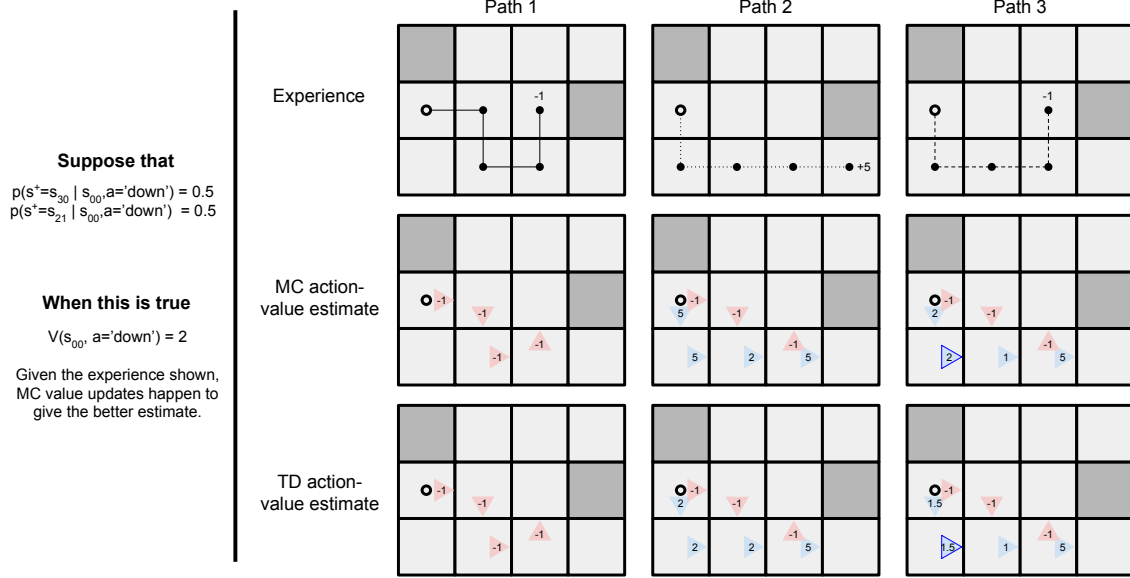 Path 1
Path 2
Path 3
Experience
-1
+5
-1
Suppose that
p(s⁺=s₃₀ | s₀₀,a='down') = 0.5
p(s⁺=s₂₁ | s₀₀,a='down') = 0.5
When this is true
V(s₀₀, a='down') = 2
Given the experience shown,
MC value updates happen to
give the better estimate.
MC action-
value estimate
-1
-1
-1
-1
-1
5
-1
-1
5
2
5
-1
2
-1
-1
2
1
5
TD action-
value estimate
-1
-1
-1
-1
-1
2
-1
-1
2
2
5
-1
1.5
-1
-1
1.5
1
5